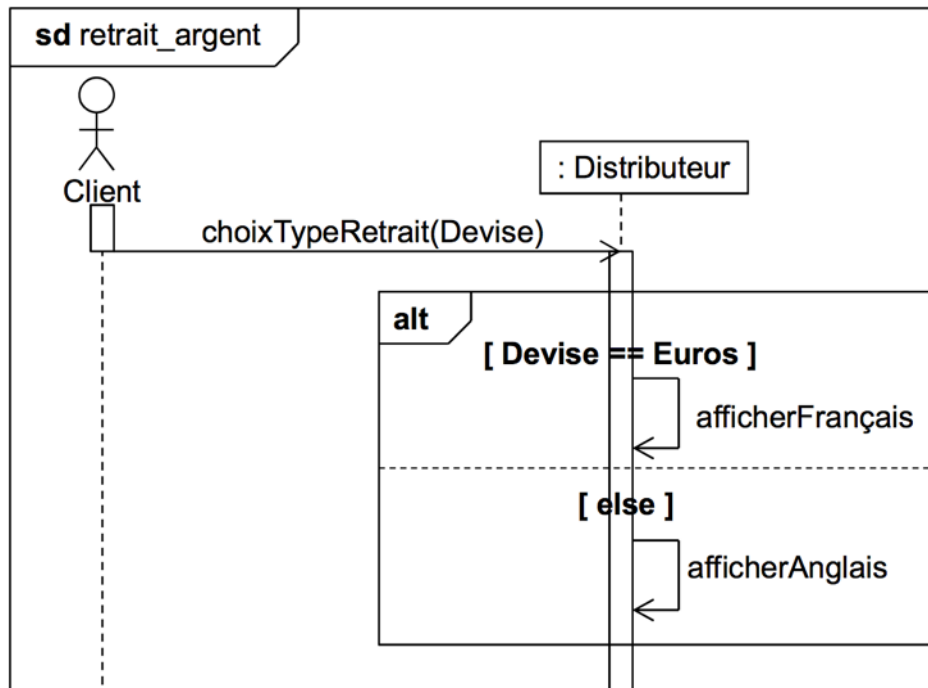 sd retrait_argent
Client
: Distributeur
choixTypeRetrait(Devise)
alt
[ Devise == Euros ]
afficherFrançais
[ else ]
afficherAnglais